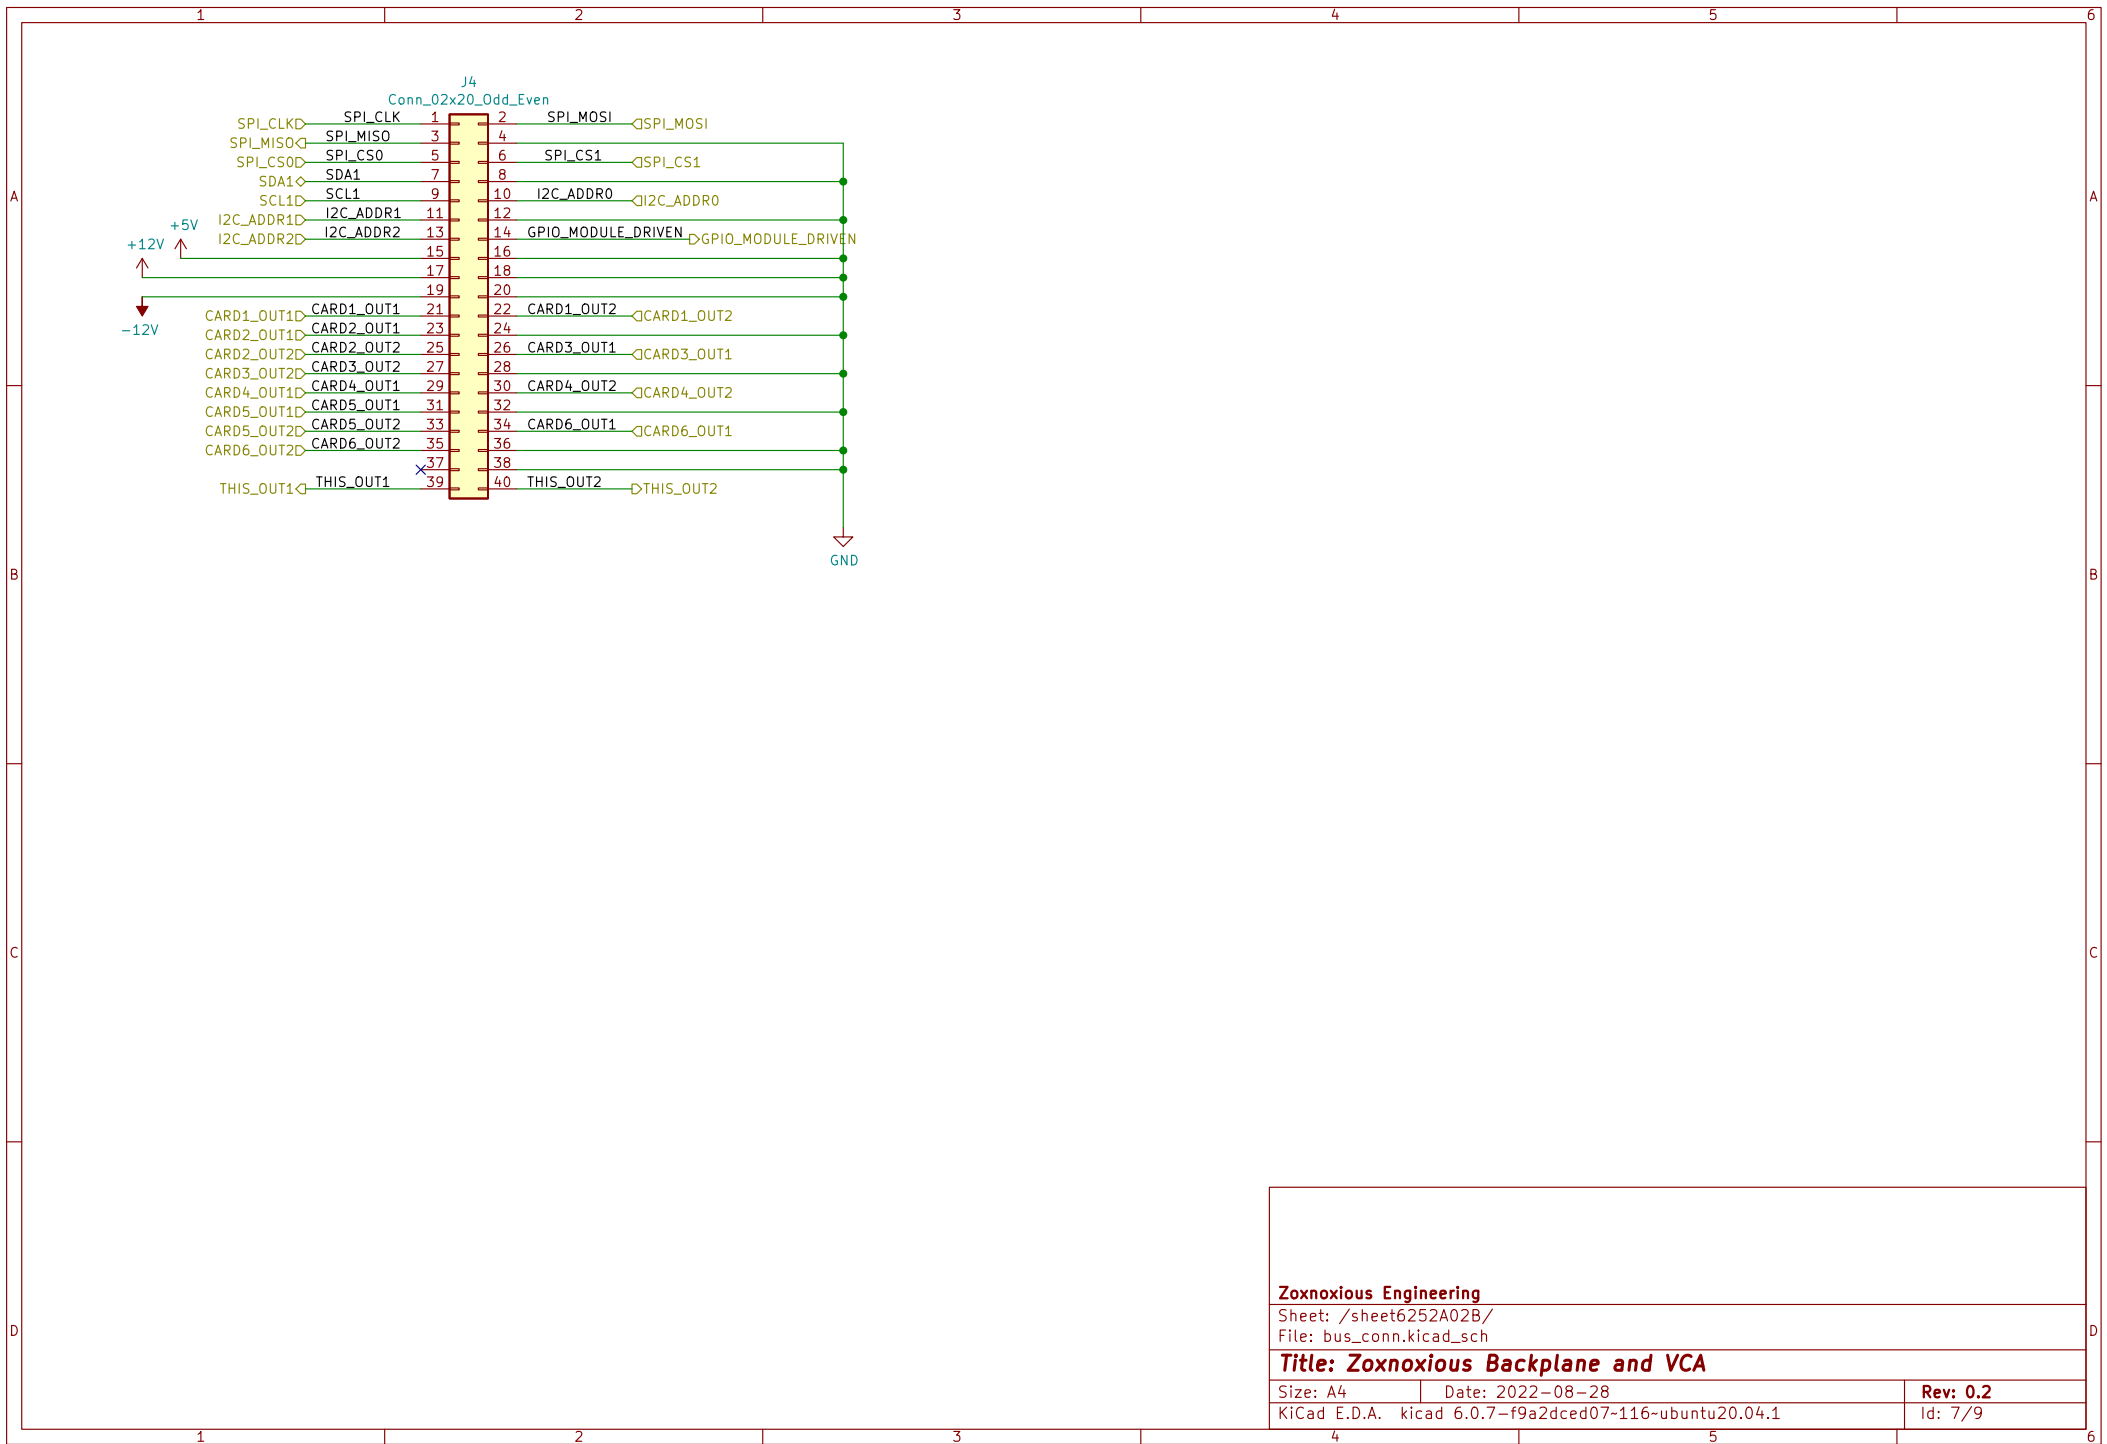 1 2 3 4 5 6
J4
Conn_02x20_Odd_Even
SPI_CLK SPI_CLK 1 2 SPI_MOSI SPI_MOSI
SPI_MISO SPI_MISO 3 4
SPI_CS0 SPI_CS0 5 6 SPI_CS1 SPI_CS1
SDA1 SDA1 7 8
A SCL1 SCL1 9 10 I2C_ADDR0 I2C_ADDR0 A
I2C_ADDR1 I2C_ADDR1 11 12
+5V
I2C_ADDR2 I2C_ADDR2 13 14 GPIO_MODULE_DRIVEN GPIO_MODULE_DRIVEN
+12V
15 16
17 18
19 20
CARD1_OUT1 CARD1_OUT1 21 22 CARD1_OUT2 CARD1_OUT2
-12V
CARD2_OUT1 CARD2_OUT1 23 24
CARD2_OUT2 CARD2_OUT2 25 26 CARD3_OUT1 CARD3_OUT1
CARD3_OUT2 CARD3_OUT2 27 28
CARD4_OUT1 CARD4_OUT1 29 30 CARD4_OUT2 CARD4_OUT2
CARD5_OUT1 CARD5_OUT1 31 32
CARD5_OUT2 CARD5_OUT2 33 34 CARD6_OUT1 CARD6_OUT1
CARD6_OUT2 CARD6_OUT2 35 36
37 38
THIS_OUT1 THIS_OUT1 39 40 THIS_OUT2 THIS_OUT2
GND
B B
C C
Zoxnoxious Engineering
Sheet: /sheet6252A02B/
D D
File: bus_conn.kicad_sch
Title: Zoxnoxious Backplane and VCA
Size: A4 Date: 2022-08-28 Rev: 0.2
KiCad E.D.A. kicad 6.0.7-f9a2dced07~116~ubuntu20.04.1 Id: 7/9
1 2 3 4 5 6